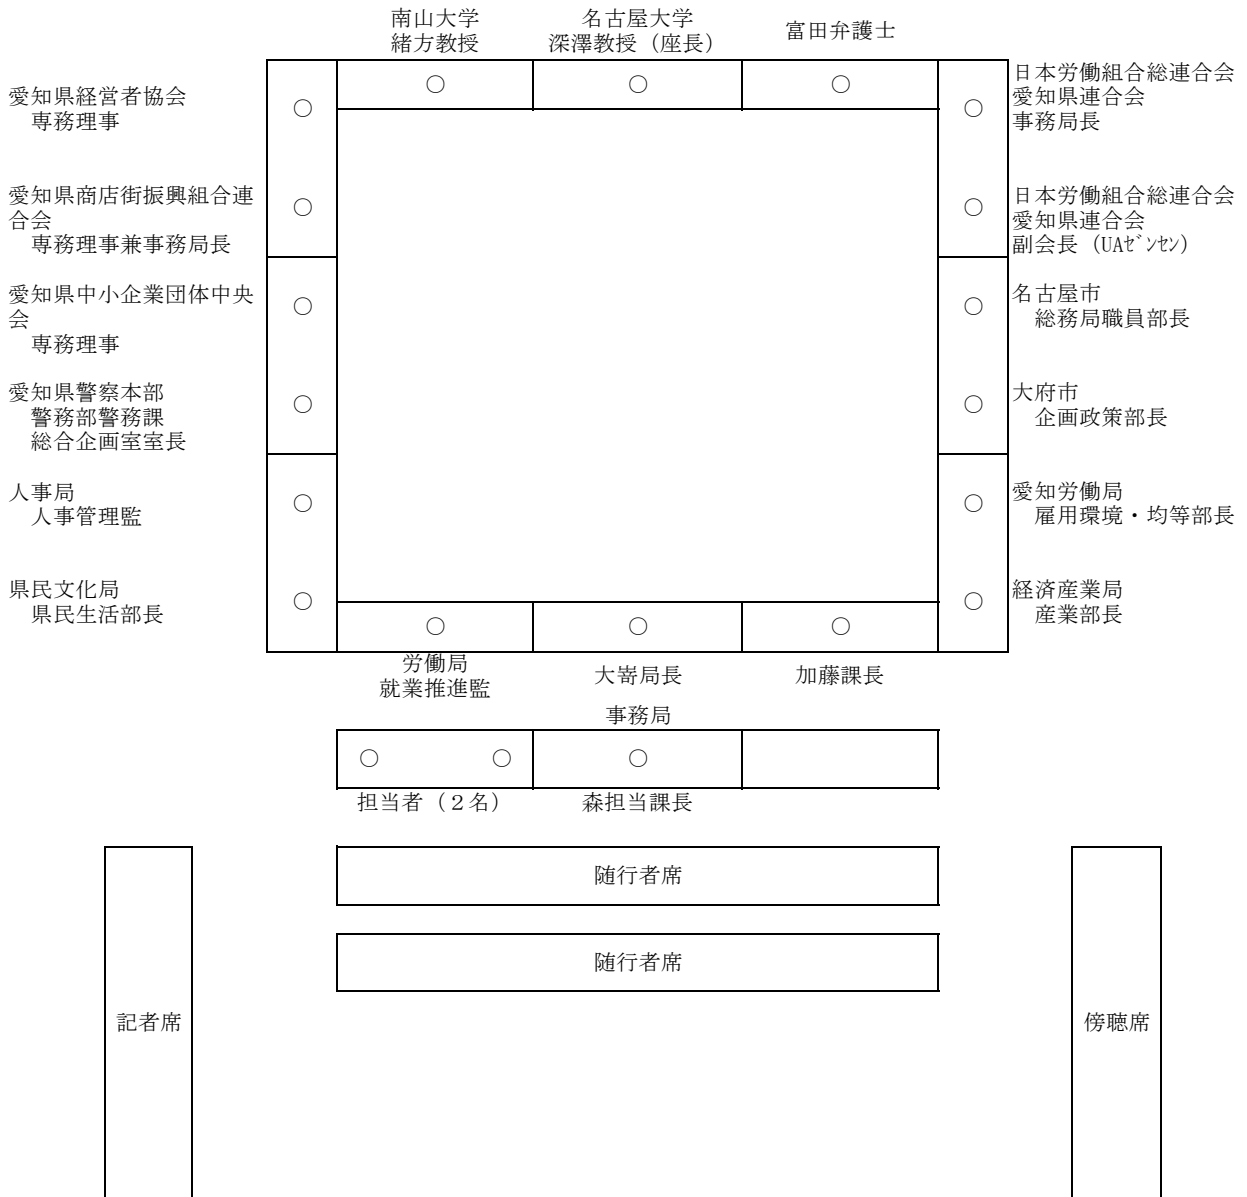 南山大学
緒方教授
名古屋大学
深澤教授（座長）
富田弁護士
愛知県経営者協会
専務理事
愛知県商店街振興組合連
合会
専務理事兼事務局長
愛知県中小企業団体中央
会
専務理事
愛知県警察本部
警務部警務課
総合企画室室長
人事局
人事管理監
県民文化局
県民生活部長
日本労働組合総連合会
愛知県連合会
事務局長
日本労働組合総連合会
愛知県連合会
副会長（UAｾﾞﾝｾﾝ）
名古屋市
総務局職員部長
大府市
企画政策部長
愛知労働局
雇用環境・均等部長
経済産業局
産業部長
労働局
就業推進監
大嵜局長
加藤課長
事務局
担当者（２名）
森担当課長
随行者席
随行者席
記者席
傍聴席